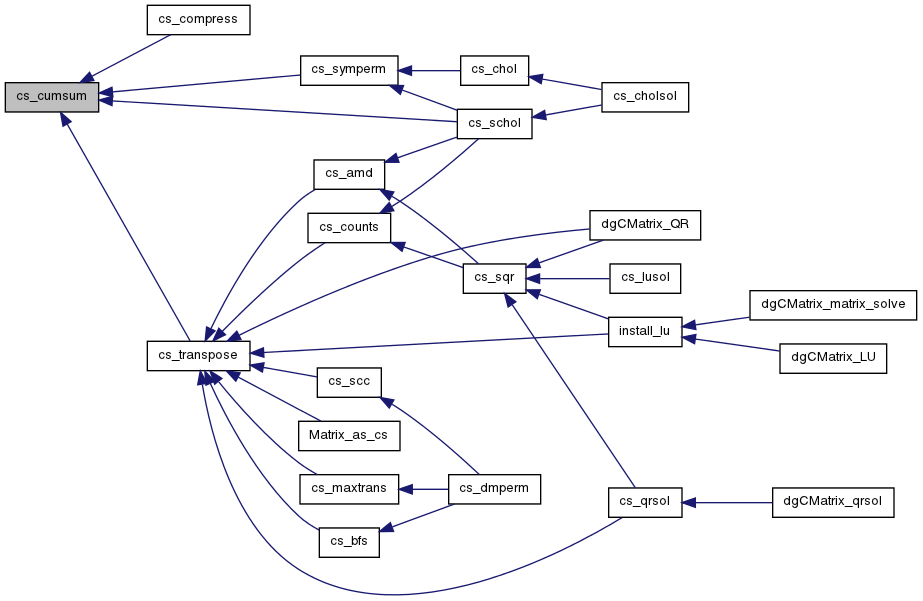 cs_compress
cs_symperm
cs_chol
cs_cumsum
cs_cholsol
cs_schol
cs_amd
cs_counts
dgCMatrix_QR
cs_sqr
cs_lusol
dgCMatrix_matrix_solve
install_lu
cs_transpose
dgCMatrix_LU
cs_scc
Matrix_as_cs
cs_maxtrans
cs_dmperm
cs_qrsol
dgCMatrix_qrsol
cs_bfs